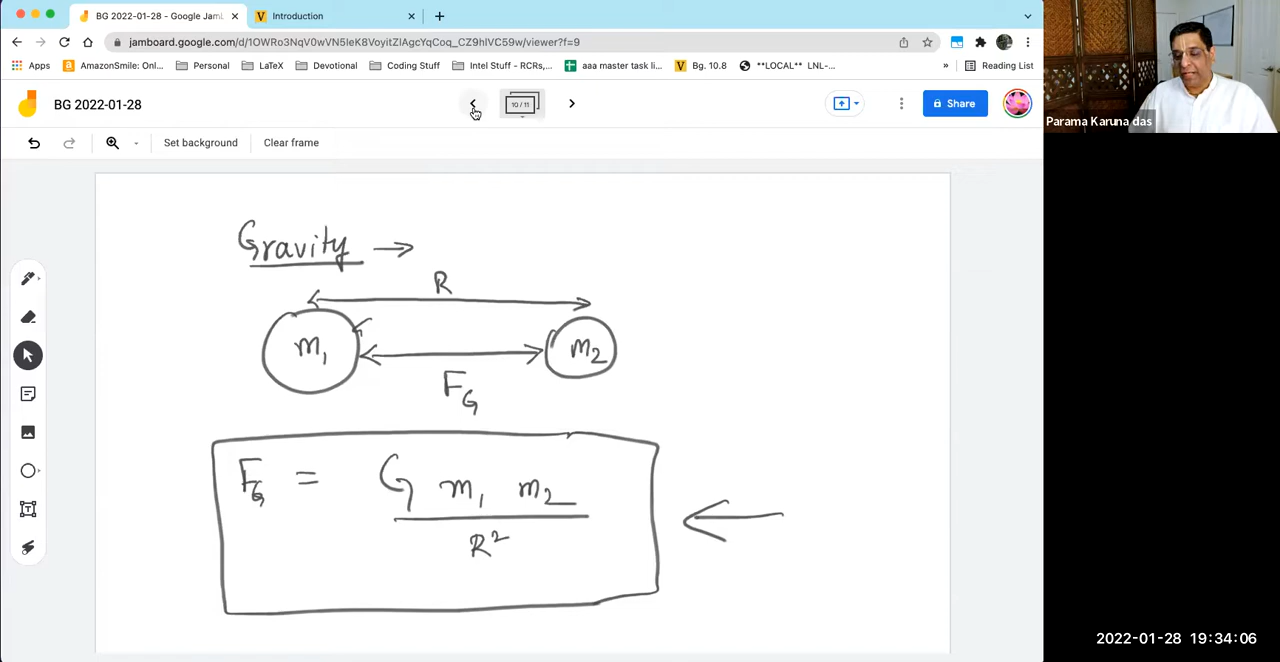 BG 2022-01-28 - Google Jam
Introduction
jamboard.google.com/d/1OWRo3NqV0wVN5IeK8VoyitZlAgcYqCoq_CZ9hlVC59w/viewer?f=9
Apps
AmazonSmile: Onl...
Personal
LaTeX
Devotional
Coding Stuff
Intel Stuff - RCRs,...
aaa master task li...
Bg. 10.8
**LOCAL** LNL-...
»
Reading List
BG 2022-01-28
10 / 11
Share
Parama Karuna das
Set background
Clear frame
Gravity →
R
m₁
m₂
F_G
F_G = G m₁ m₂
R²
2022-01-28 19:34:06